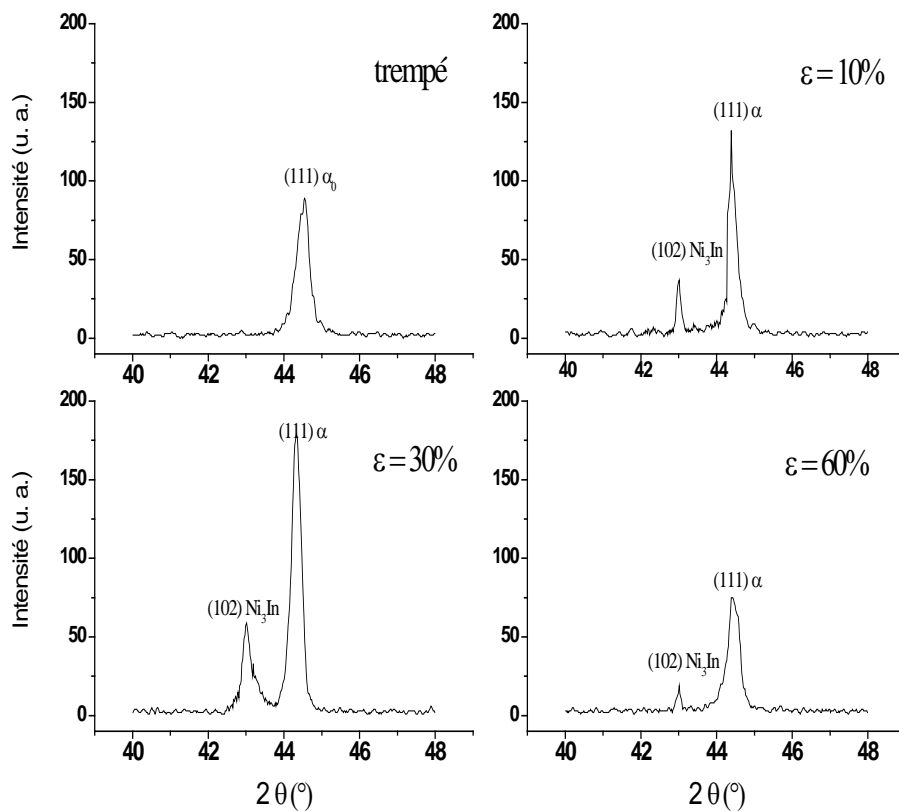 200
150
100
50
0
Intensité (u. a.)
trempé
(111) α₀
40 42 44 46 48
200
150
100
50
0
ε = 10%
(111) α
(102) Ni₃In
40 42 44 46 48
200
150
100
50
0
Intensité (u. a.)
(111) α
ε = 30%
(102) Ni₃In
40 42 44 46 48
2 θ (°)
200
150
100
50
0
ε = 60%
(111) α
(102) Ni₃In
40 42 44 46 48
2 θ (°)